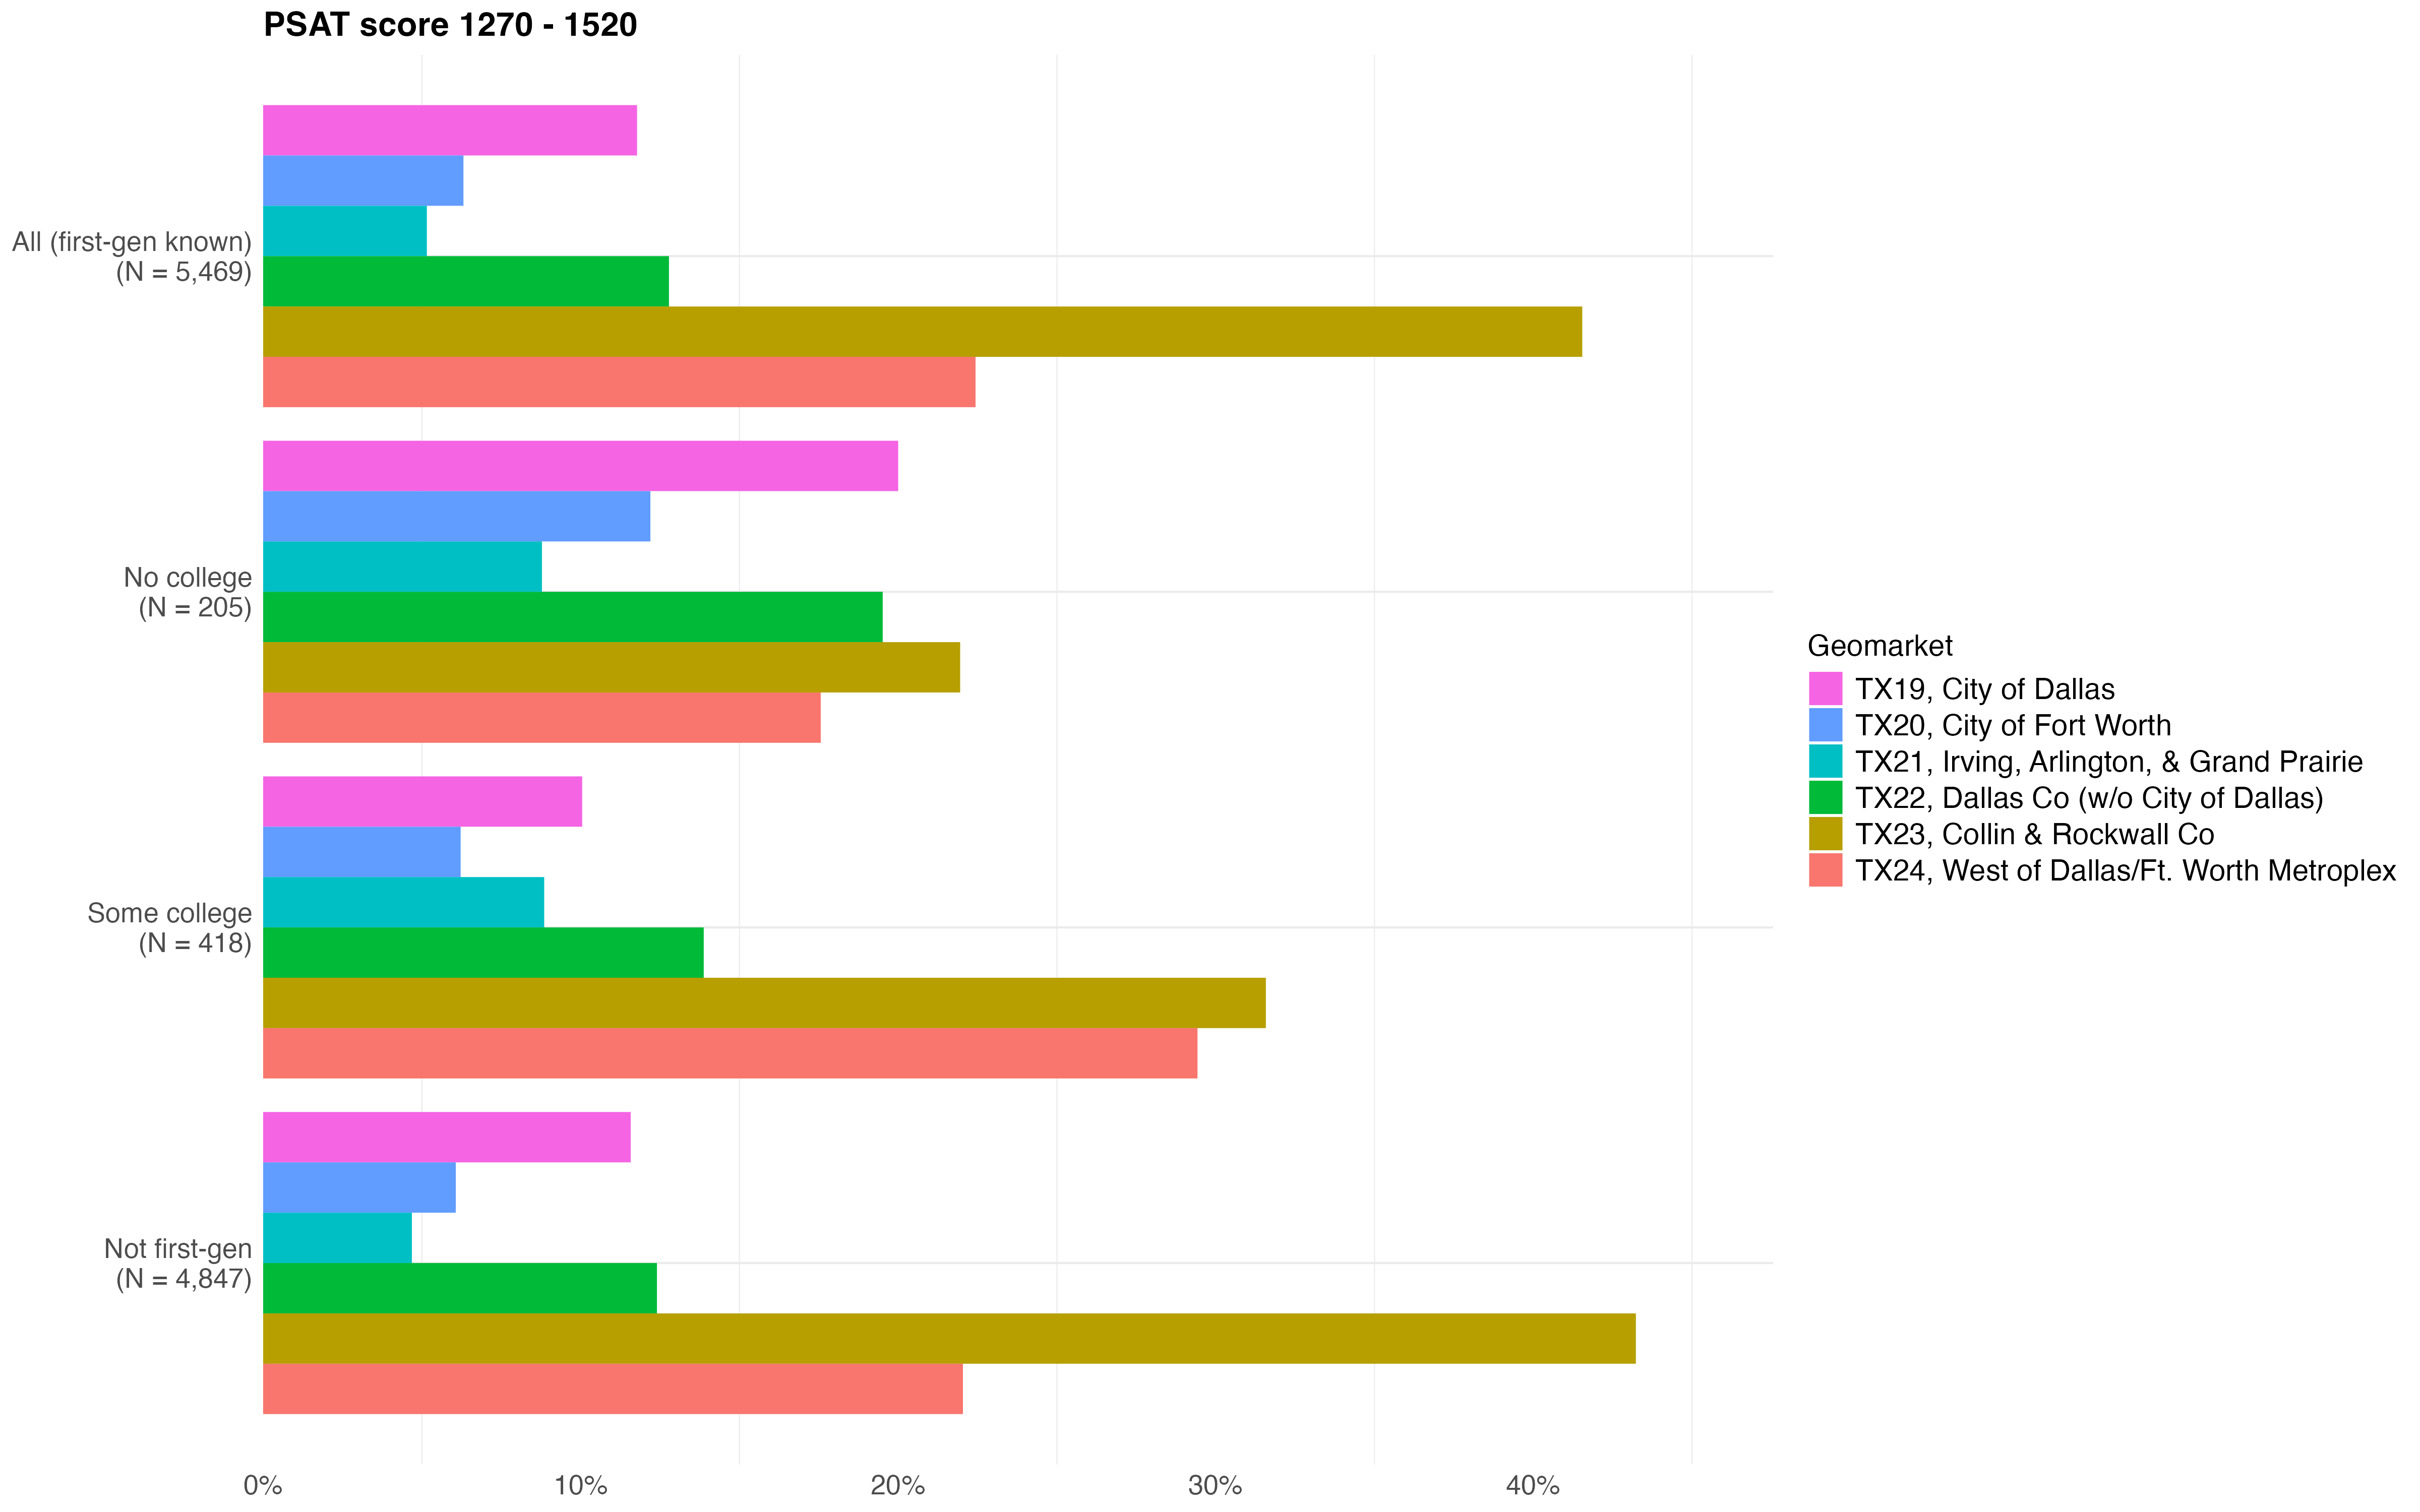 PSAT score 1270 - 1520
All (first-gen known)
(N = 5,469)
No college
(N = 205)
Some college
(N = 418)
Not first-gen
(N = 4,847)
0%
10%
20%
30%
40%
Geomarket
TX19, City of Dallas
TX20, City of Fort Worth
TX21, Irving, Arlington, & Grand Prairie
TX22, Dallas Co (w/o City of Dallas)
TX23, Collin & Rockwall Co
TX24, West of Dallas/Ft. Worth Metroplex